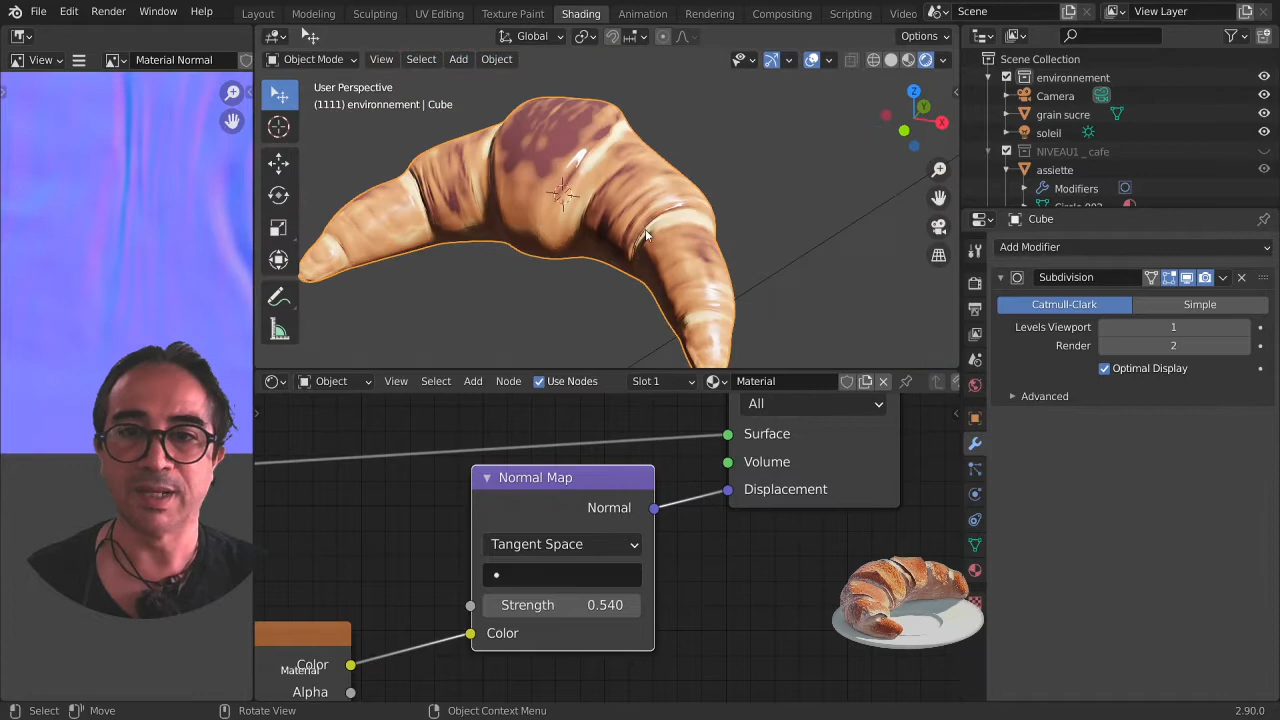 File Edit Render Window Help Layout Modeling Sculpting UV Editing Texture Paint Shading Animation Rendering Compositing Scripting Video Scene View Layer
Global Options
View Material Normal Object Mode View Select Add Object
User Perspective
(1111) environnement | Cube
Z
Y
X
Scene Collection
environnement
Camera
grain sucre
soleil
NIVEAU1 _ cafe
assiette
Modifiers
Cube
Add Modifier
Subdivision
Catmull-Clark Simple
Levels Viewport 1
Render 2
Optimal Display
Advanced
Object View Select Add Node Use Nodes Slot 1 Material
All
Surface
Volume
Displacement
Normal Map
Normal
Tangent Space
Strength 0.540
Color
Color
Material
Alpha
Select Move Rotate View Object Context Menu 2.90.0